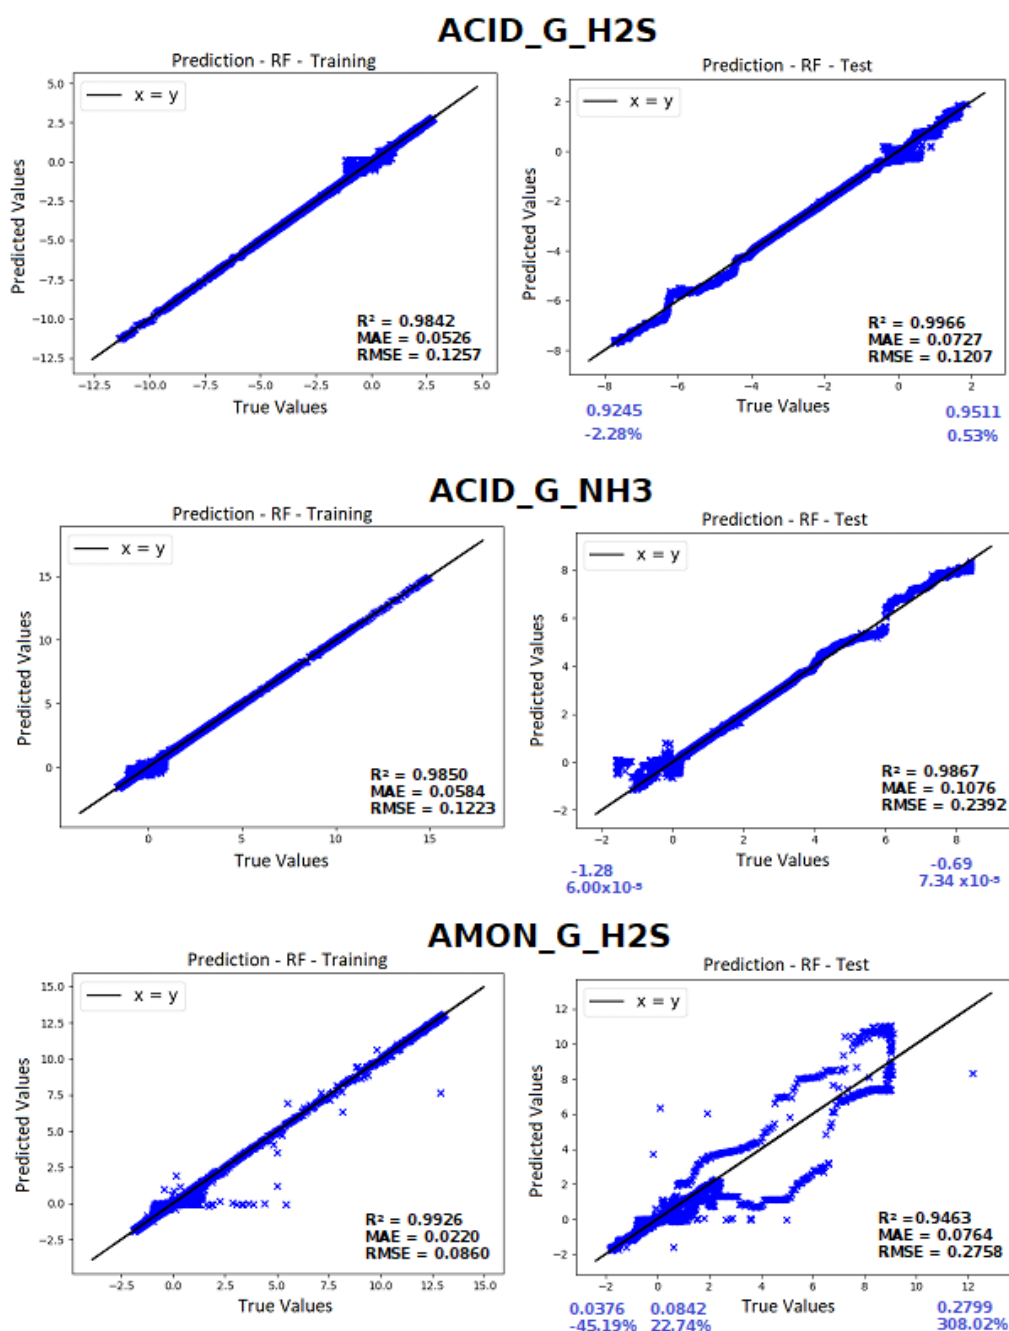 ACID_G_H2S
Prediction - RF - Training
5.0
2.5
0.0
−2.5
−5.0
−7.5
−10.0
−12.5
x = y
Predicted Values
R² = 0.9842
MAE = 0.0526
RMSE = 0.1257
−12.5 −10.0 −7.5 −5.0 −2.5 0.0 2.5 5.0
True Values
Prediction - RF - Test
2
0
−2
−4
−6
−8
x = y
Predicted Values
R² = 0.9966
MAE = 0.0727
RMSE = 0.1207
−8 −6 −4 −2 0 2
True Values
0.9245 0.9511
-2.28% 0.53%
ACID_G_NH3
Prediction - RF - Training
15
10
5
0
x = y
Predicted Values
R² = 0.9850
MAE = 0.0584
RMSE = 0.1223
0 5 10 15
True Values
Prediction - RF - Test
8
6
4
2
0
−2
x = y
Predicted Values
R² = 0.9867
MAE = 0.1076
RMSE = 0.2392
−2 0 2 4 6 8
True Values
-1.28 -0.69
6.00x10⁻⁵ 7.34 x10⁻⁵
AMON_G_H2S
Prediction - RF - Training
15.0
12.5
10.0
7.5
5.0
2.5
0.0
−2.5
x = y
Predicted Values
R² = 0.9926
MAE = 0.0220
RMSE = 0.0860
−2.5 0.0 2.5 5.0 7.5 10.0 12.5 15.0
True Values
Prediction - RF - Test
12
10
8
6
4
2
0
−2
x = y
Predicted Values
R² =0.9463
MAE = 0.0764
RMSE = 0.2758
−2 0 2 4 6 8 10 12
True Values
0.0376 0.0842 0.2799
-45.19% 22.74% 308.02%